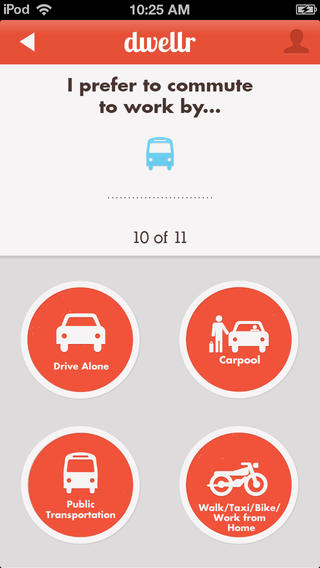 iPod 10:25 AM
dwellr
I prefer to commute
to work by...
10 of 11
Drive Alone
Carpool
Public
Transportation
Walk/Taxi/Bike/
Work from
Home